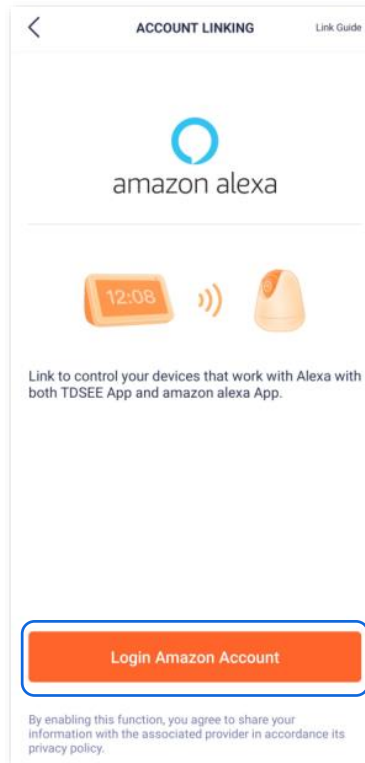 ACCOUNT LINKING Link Guide
amazon alexa
12:08
Link to control your devices that work with Alexa with
both TDSEE App and amazon alexa App.
Login Amazon Account
By enabling this function, you agree to share your
information with the associated provider in accordance its
privacy policy.